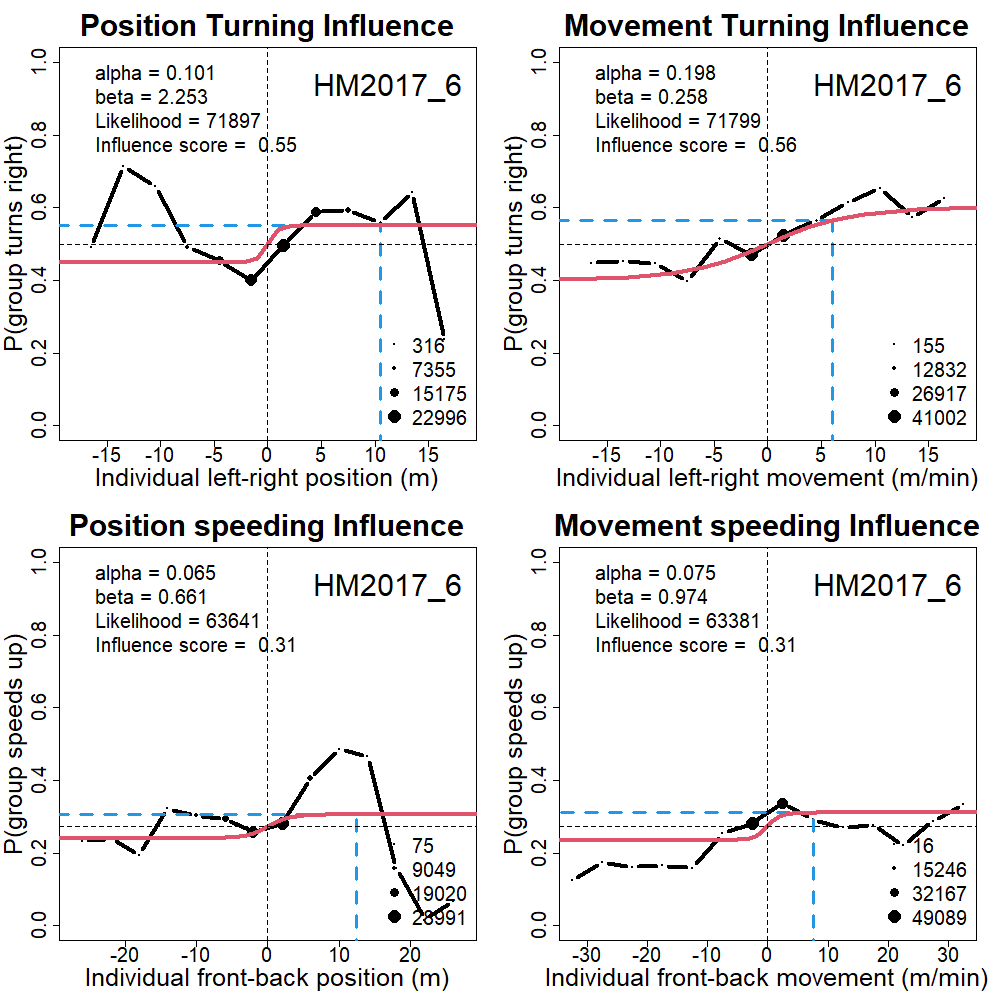 Position Turning Influence
alpha = 0.101
beta = 2.253
Likelihood = 71897
Influence score = 0.55
HM2017_6
P(group turns right)
1.0
0.8
0.6
0.4
0.2
0.0
316
7355
15175
22996
-15 -10 -5 0 5 10 15
Individual left-right position (m)
Movement Turning Influence
alpha = 0.198
beta = 0.258
Likelihood = 71799
Influence score = 0.56
HM2017_6
P(group turns right)
1.0
0.8
0.6
0.4
0.2
0.0
155
12832
26917
41002
-15 -10 -5 0 5 10 15
Individual left-right movement (m/min)
Position speeding Influence
alpha = 0.065
beta = 0.661
Likelihood = 63641
Influence score = 0.31
HM2017_6
P(group speeds up)
1.0
0.8
0.6
0.4
0.2
0.0
75
9049
19020
28991
-20 -10 0 10 20
Individual front-back position (m)
Movement speeding Influence
alpha = 0.075
beta = 0.974
Likelihood = 63381
Influence score = 0.31
HM2017_6
P(group speeds up)
1.0
0.8
0.6
0.4
0.2
0.0
16
15246
32167
49089
-30 -20 -10 0 10 20 30
Individual front-back movement (m/min)